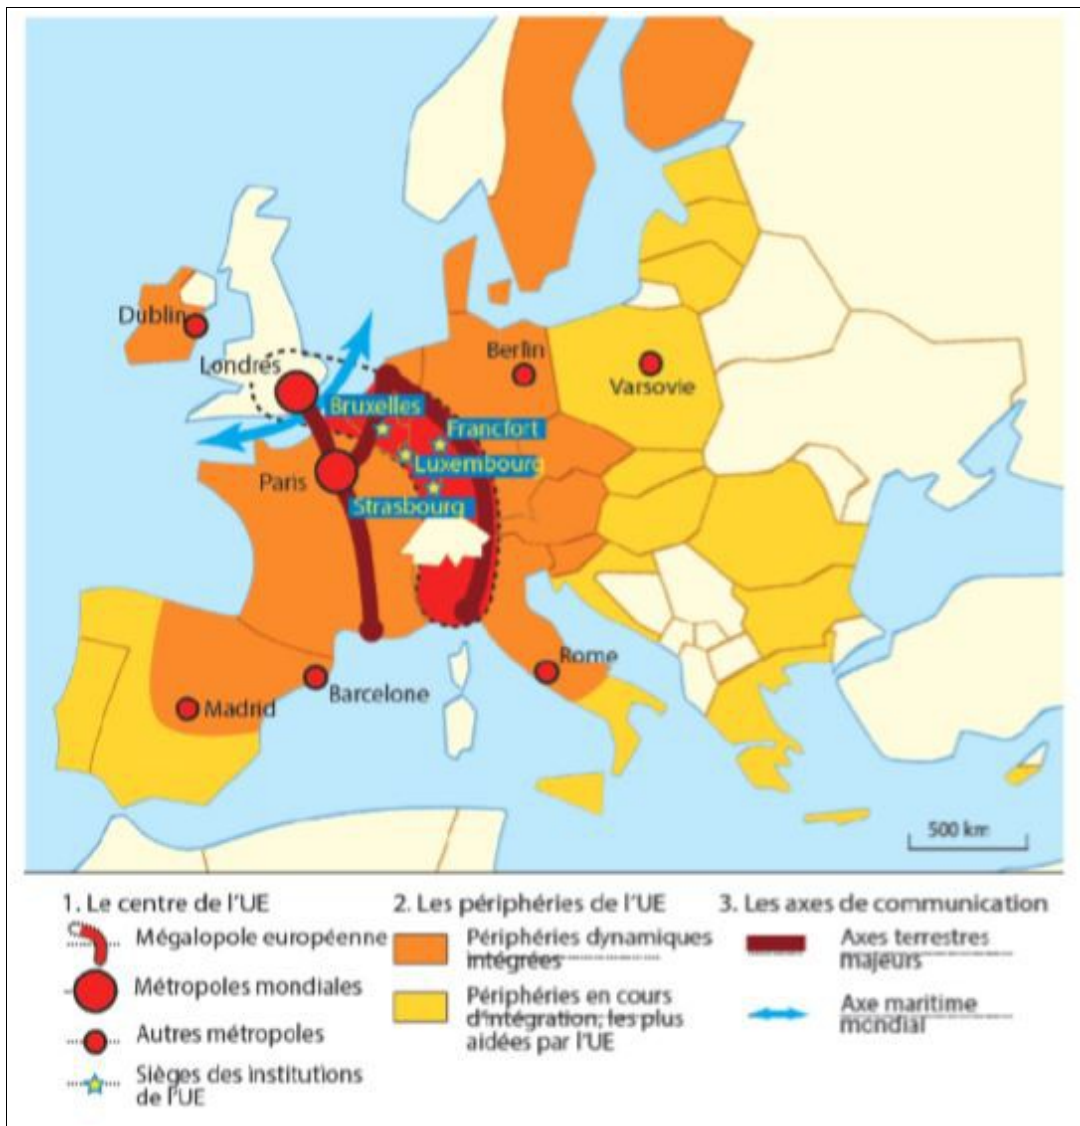 Dublin
Londres
Berlin
Varsovie
Bruxelles
Francfort
Luxembourg
Paris
Strasbourg
Rome
Barcelone
Madrid
500 km
1. Le centre de l'UE
Mégalopole européenne
Métropoles mondiales
Autres métropoles
Sièges des institutions
de l'UE
2. Les périphéries de l'UE
Périphéries dynamiques
intégrées
Périphéries en cours
d'intégration, les plus
aidées par l'UE
3. Les axes de communication
Axes terrestres
majeurs
Axe maritime
mondial